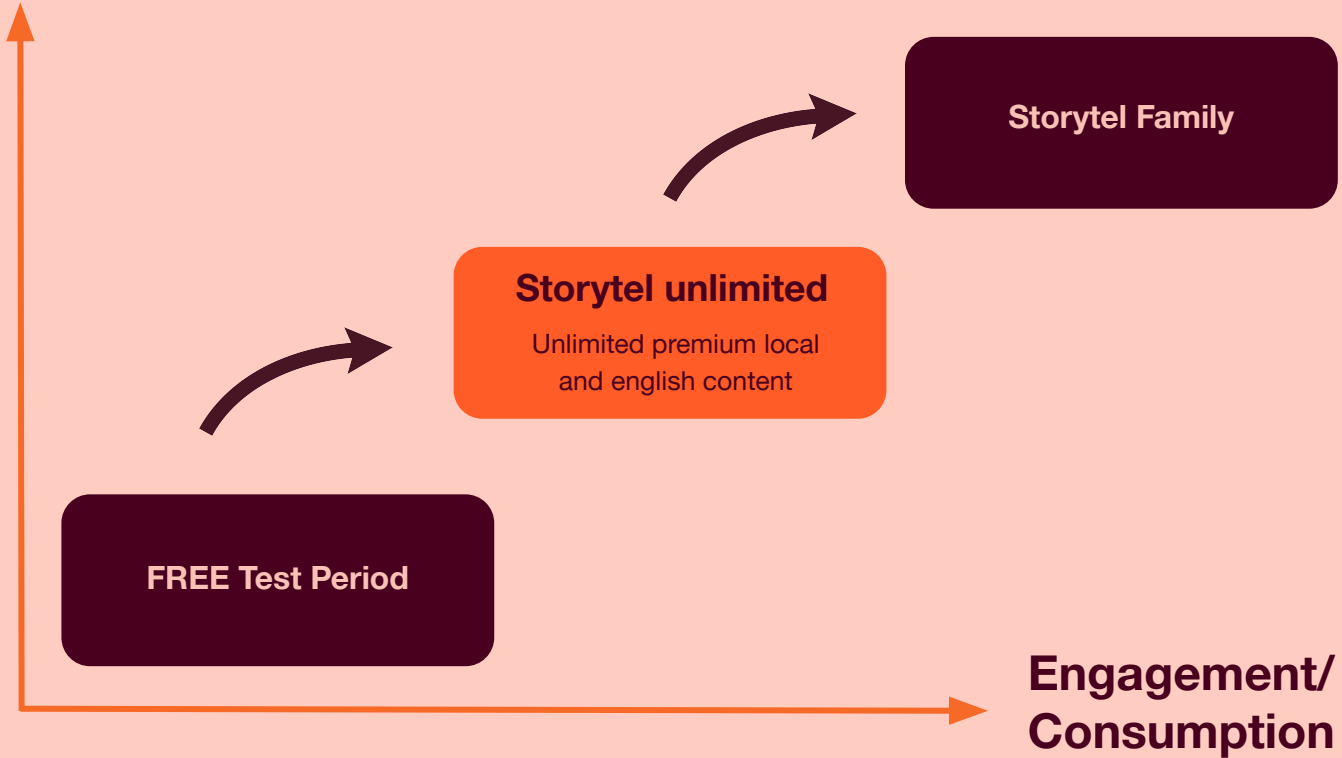 Storytel Family
Storytel unlimited
Unlimited premium local
and english content
FREE Test Period
Engagement/
Consumption